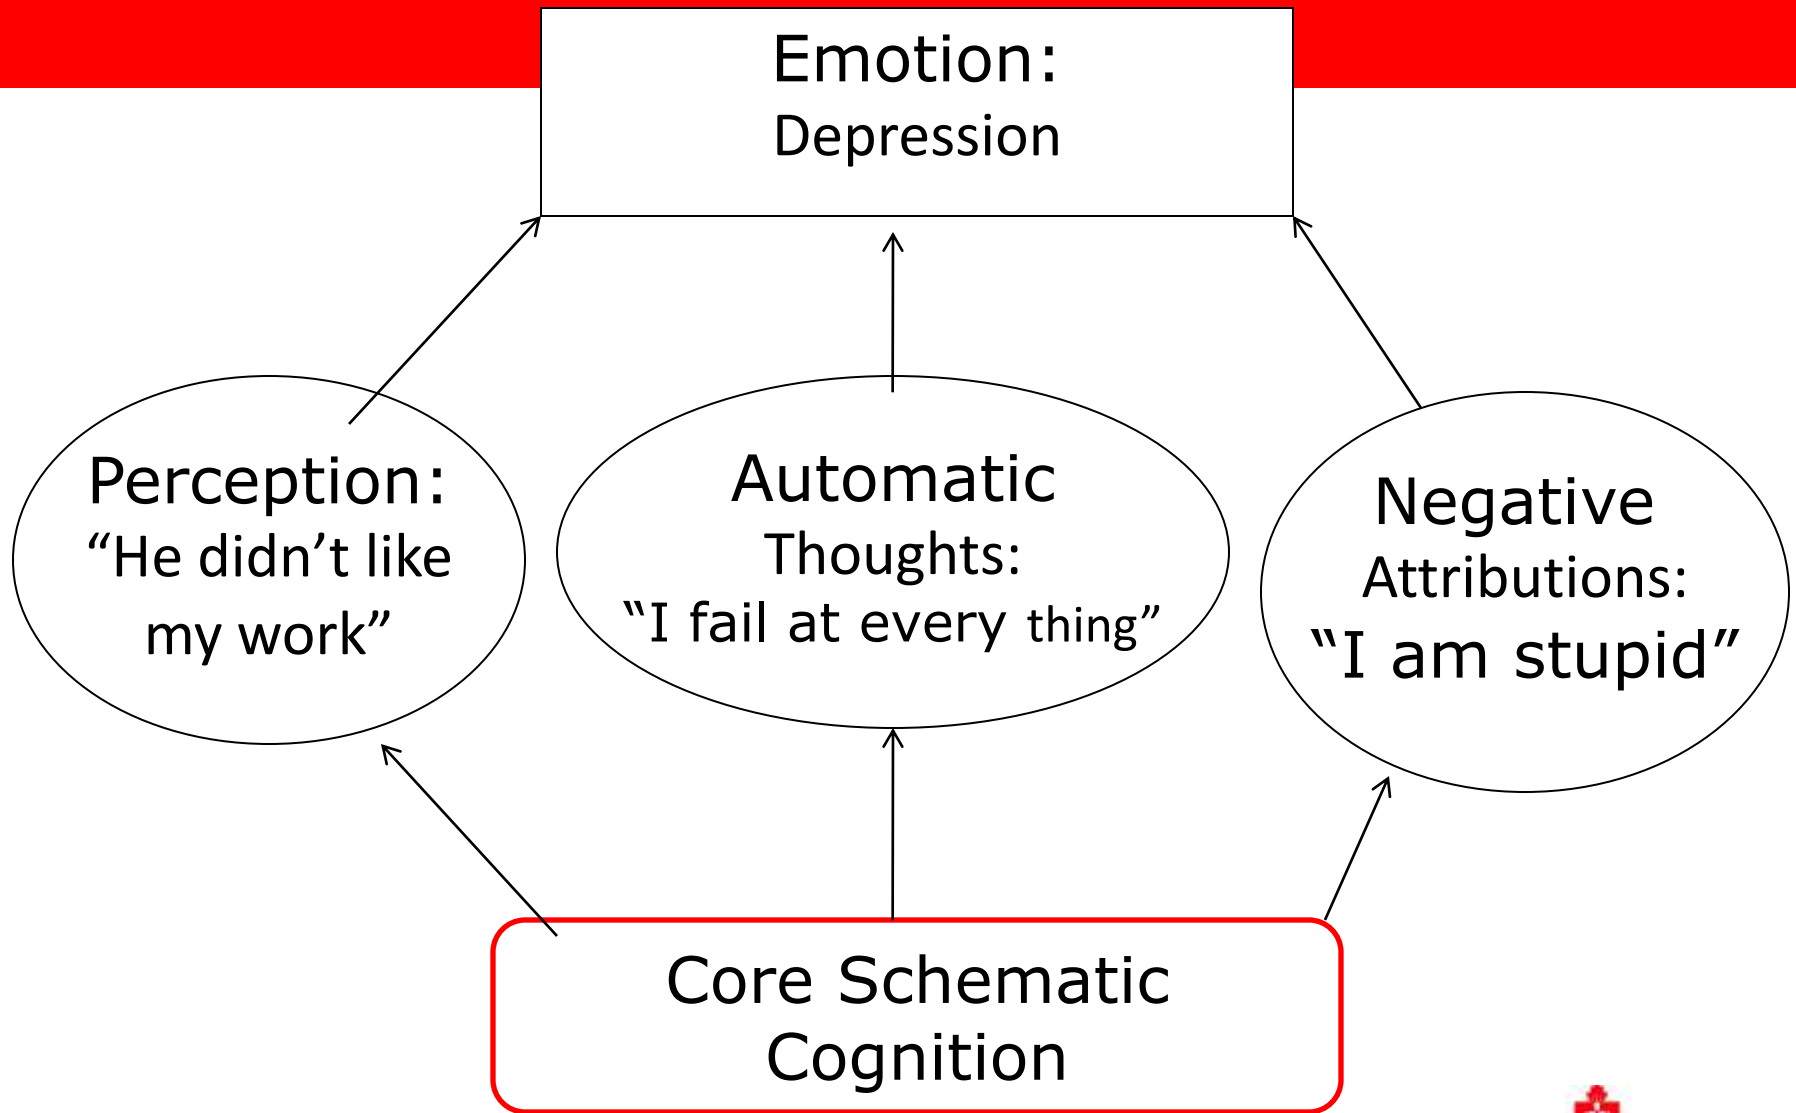 Emotion:
Depression
Perception:
“He didn’t like
my work”
Automatic
Thoughts:
“I fail at every thing”
Negative
Attributions:
“I am stupid”
Core Schematic
Cognition